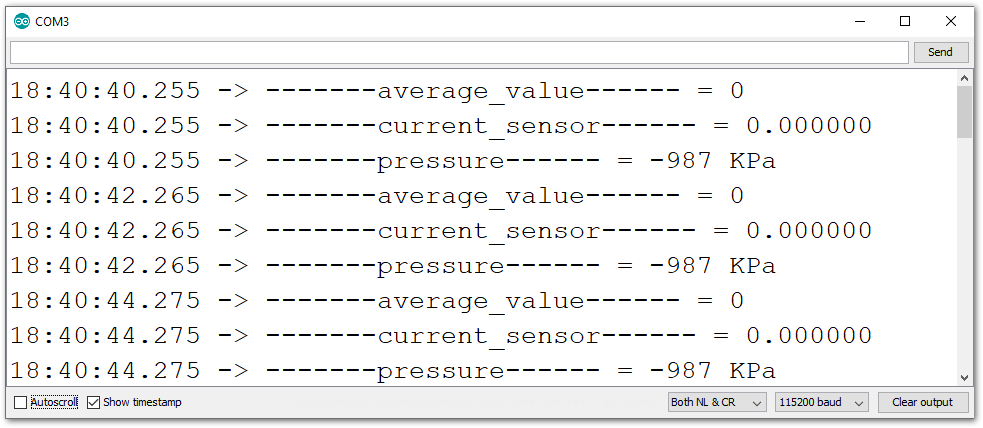 COM3
Send
18:40:40.255 -> -------average_value------ = 0
18:40:40.255 -> -------current_sensor------ = 0.000000
18:40:40.255 -> -------pressure------ = -987 KPa
18:40:42.265 -> -------average_value------ = 0
18:40:42.265 -> -------current_sensor------ = 0.000000
18:40:42.265 -> -------pressure------ = -987 KPa
18:40:44.275 -> -------average_value------ = 0
18:40:44.275 -> -------current_sensor------ = 0.000000
18:40:44.275 -> -------pressure------ = -987 KPa
Autoscroll Show timestamp Both NL & CR 115200 baud Clear output